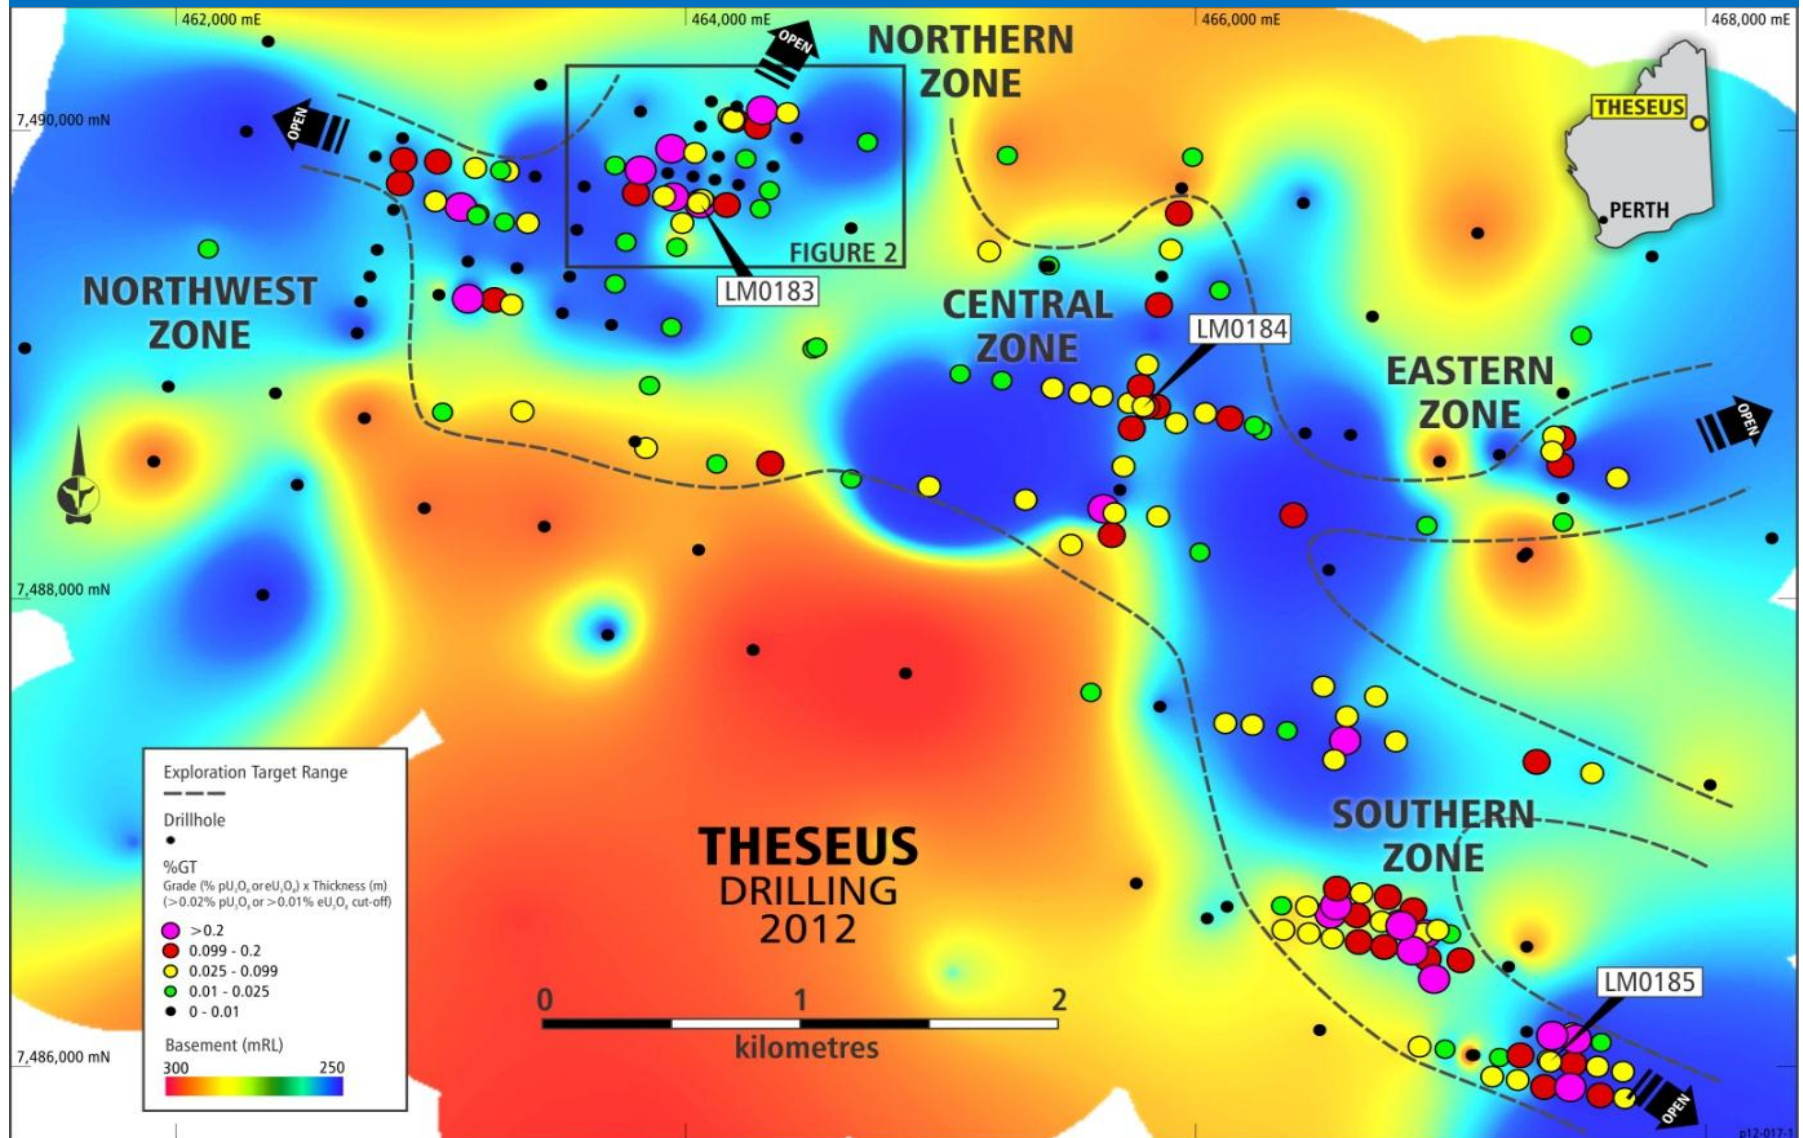 462,000 mE
464,000 mE
466,000 mE
468,000 mE
OPEN
NORTHERN
ZONE
THESEUS
PERTH
7,490,000 mN
OPEN
FIGURE 2
LM0183
NORTHWEST
ZONE
CENTRAL
ZONE
LM0184
EASTERN
ZONE
OPEN
7,488,000 mN
SOUTHERN
ZONE
THESEUS
DRILLING
2012
LM0185
0 1 2
kilometres
7,486,000 mN
OPEN
Exploration Target Range
Drillhole
%GT
Grade (% pU₃O₈ or eU₃O₈) x Thickness (m)
(>0.02% pU₃O₈ or >0.01% eU₃O₈ cut-off)
>0.2
0.099 - 0.2
0.025 - 0.099
0.01 - 0.025
0 - 0.01
Basement (mRL)
300 250
p12-017-1